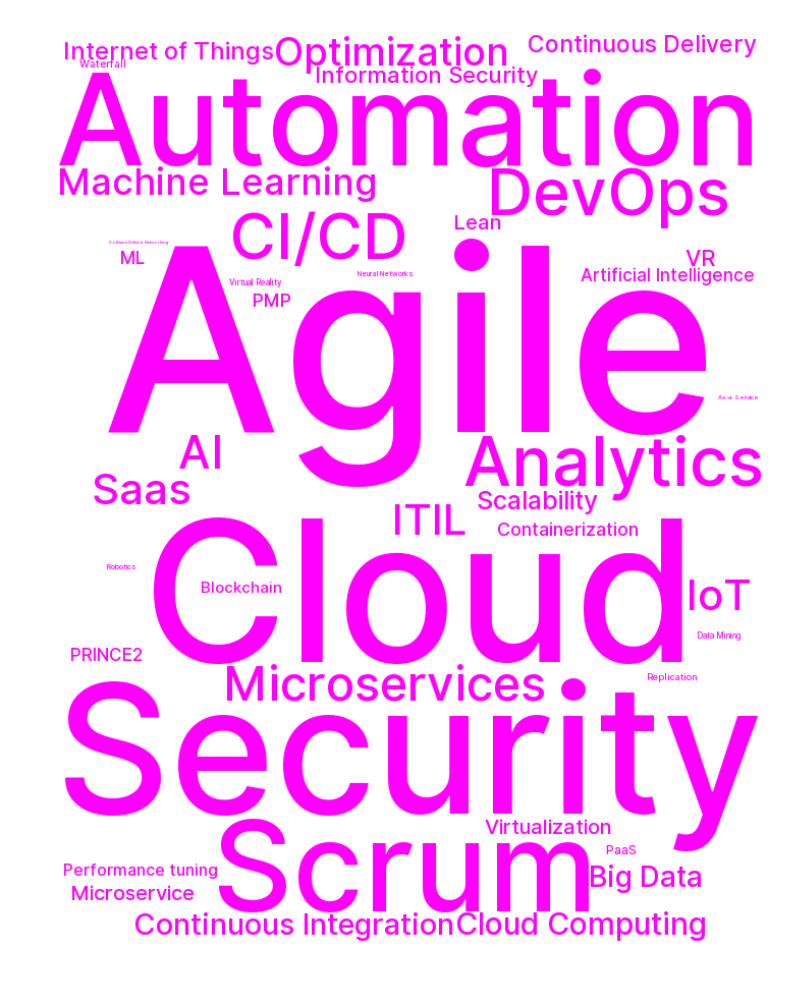 Internet of Things
Optimization
Continuous Delivery
Waterfall
Information Security
Automation
Machine Learning
DevOps
CI/CD
Lean
Software Defined Networking
ML
VR
Neural Networks
Artificial Intelligence
Virtual Reality
PMP
Agile
As-a-Service
AI
Analytics
Saas
Scalability
ITIL
Containerization
Cloud
Robotics
Blockchain
IoT
Data Mining
PRINCE2
Microservices
Replication
Security
Scrum
Virtualization
PaaS
Performance tuning
Big Data
Microservice
Continuous Integration
Cloud Computing